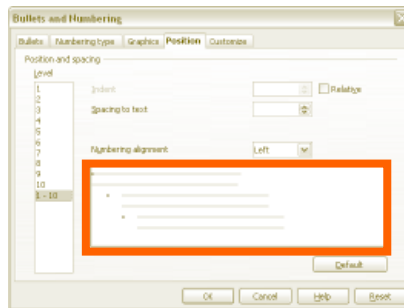 Bullets and Numbering
Bullets Numbering type Graphics Position Customize
Position and spacing
Level
1
2
3
4
5
6
7
8
9
10
1 - 10
Indent
Relative
Spacing to text
Numbering alignment
Left
Default
OK Cancel Help Reset